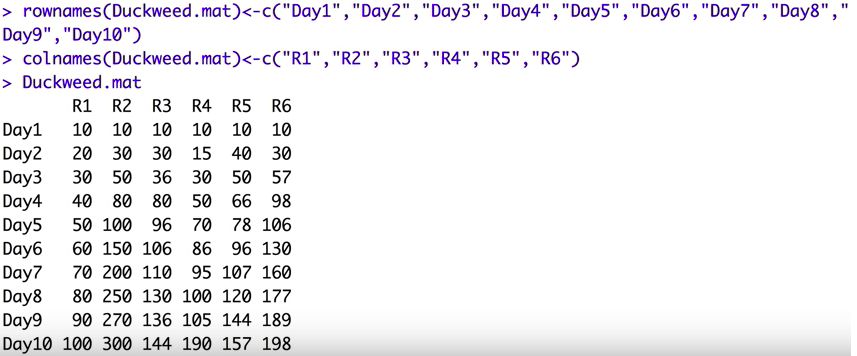 > rownames(Duckweed.mat)<-c("Day1","Day2","Day3","Day4","Day5","Day6","Day7","Day8","
Day9","Day10")
> colnames(Duckweed.mat)<-c("R1","R2","R3","R4","R5","R6")
> Duckweed.mat
R1 R2 R3 R4 R5 R6
Day1 10 10 10 10 10 10
Day2 20 30 30 15 40 30
Day3 30 50 36 30 50 57
Day4 40 80 80 50 66 98
Day5 50 100 96 70 78 106
Day6 60 150 106 86 96 130
Day7 70 200 110 95 107 160
Day8 80 250 130 100 120 177
Day9 90 270 136 105 144 189
Day10 100 300 144 190 157 198